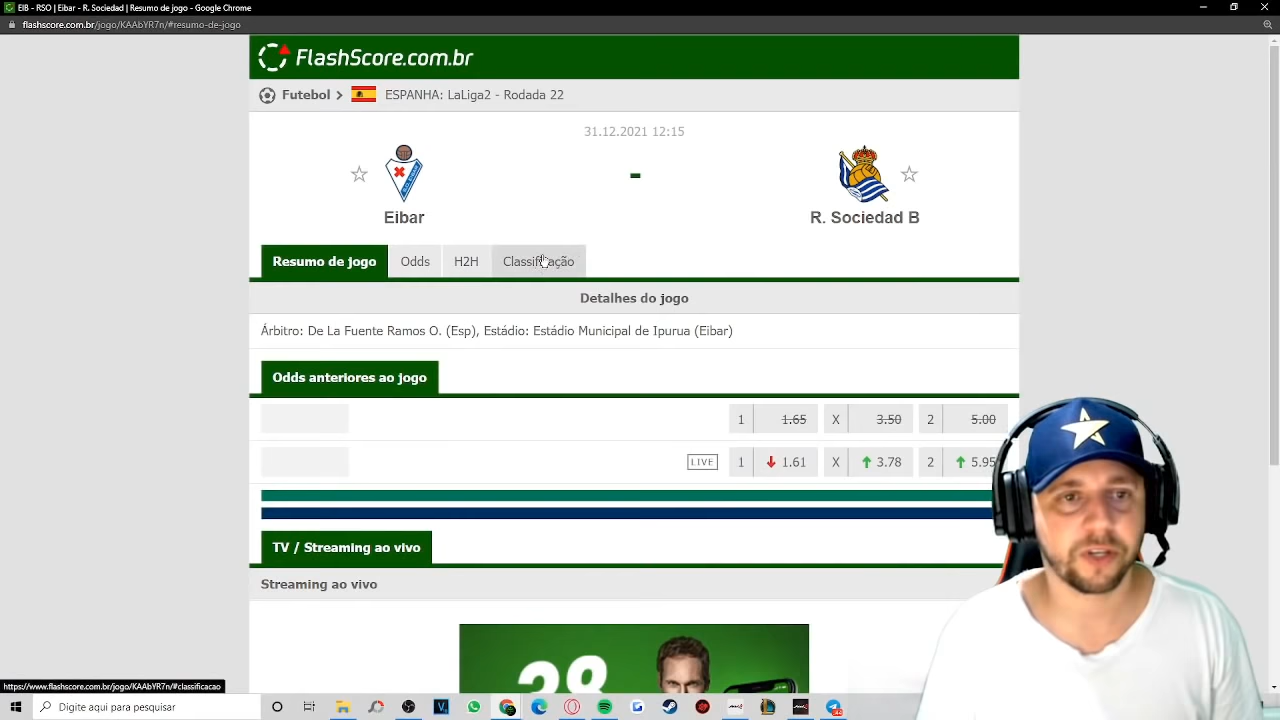 EIB - RSO | Eibar - R. Sociedad | Resumo de jogo - Google Chrome
flashscore.com.br/jogo/KAAbYR7n/#resumo-de-jogo
FlashScore.com.br
Futebol > ESPANHA: LaLiga2 - Rodada 22
31.12.2021 12:15
-
Eibar
R. Sociedad B
Resumo de jogo Odds H2H Classificação
Detalhes do jogo
Árbitro: De La Fuente Ramos O. (Esp), Estádio: Estádio Municipal de Ipurua (Eibar)
Odds anteriores ao jogo
1 1.65 X 3.50 2 5.00
LIVE 1 1.61 X 3.78 2 5.95
TV / Streaming ao vivo
Streaming ao vivo
28
https://www.flashscore.com.br/jogo/KAAbYR7n/#classificacao
Digite aqui para pesquisar